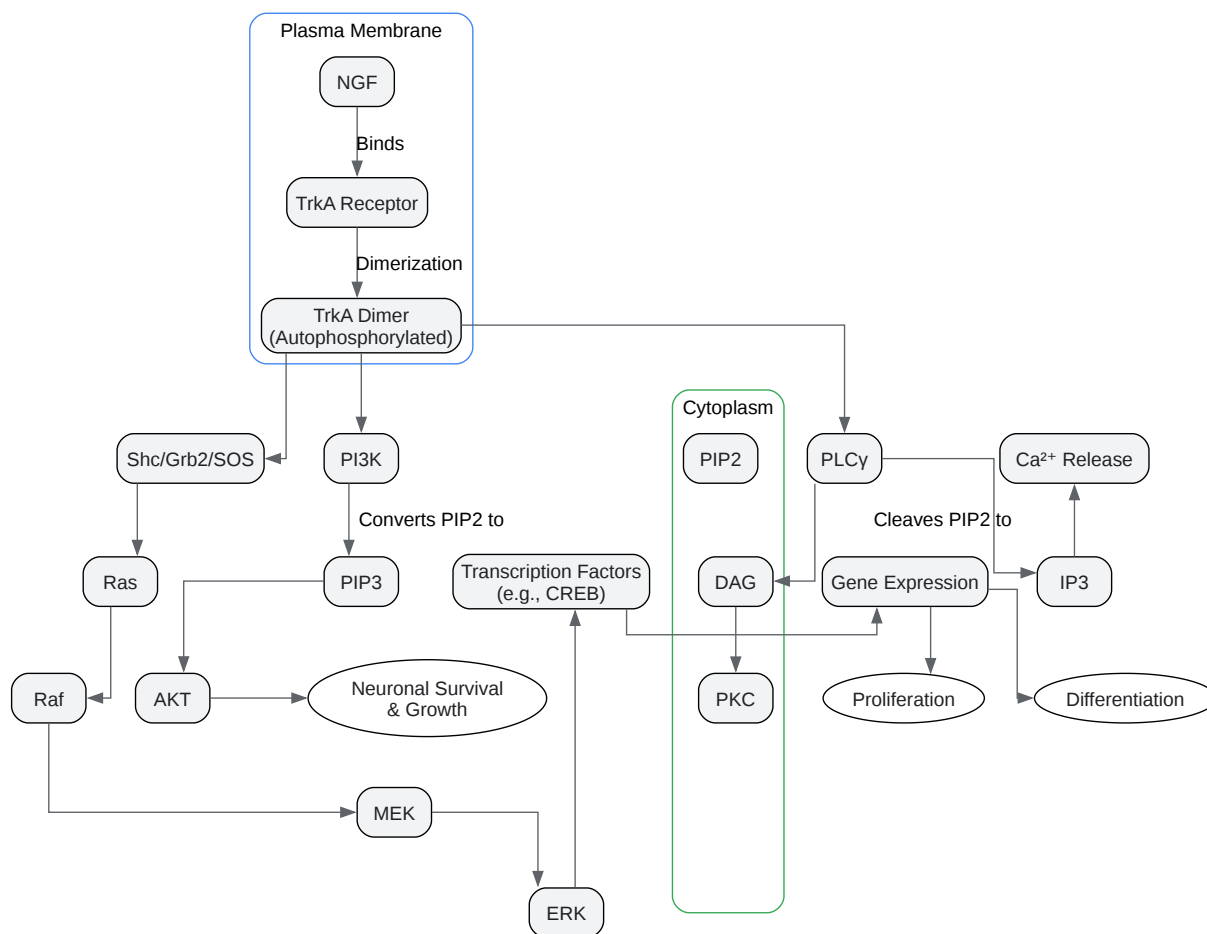 Plasma Membrane
NGF
Binds
TrkA Receptor
Dimerization
TrkA Dimer
(Autophosphorylated)
Cytoplasm
Shc/Grb2/SOS
PI3K
PIP2
PLCγ
Ca²⁺ Release
Converts PIP2 to
Cleaves PIP2 to
Ras
PIP3
Transcription Factors
(e.g., CREB)
DAG
Gene Expression
IP3
Raf
AKT
Neuronal Survival
& Growth
PKC
Proliferation
Differentiation
MEK
ERK